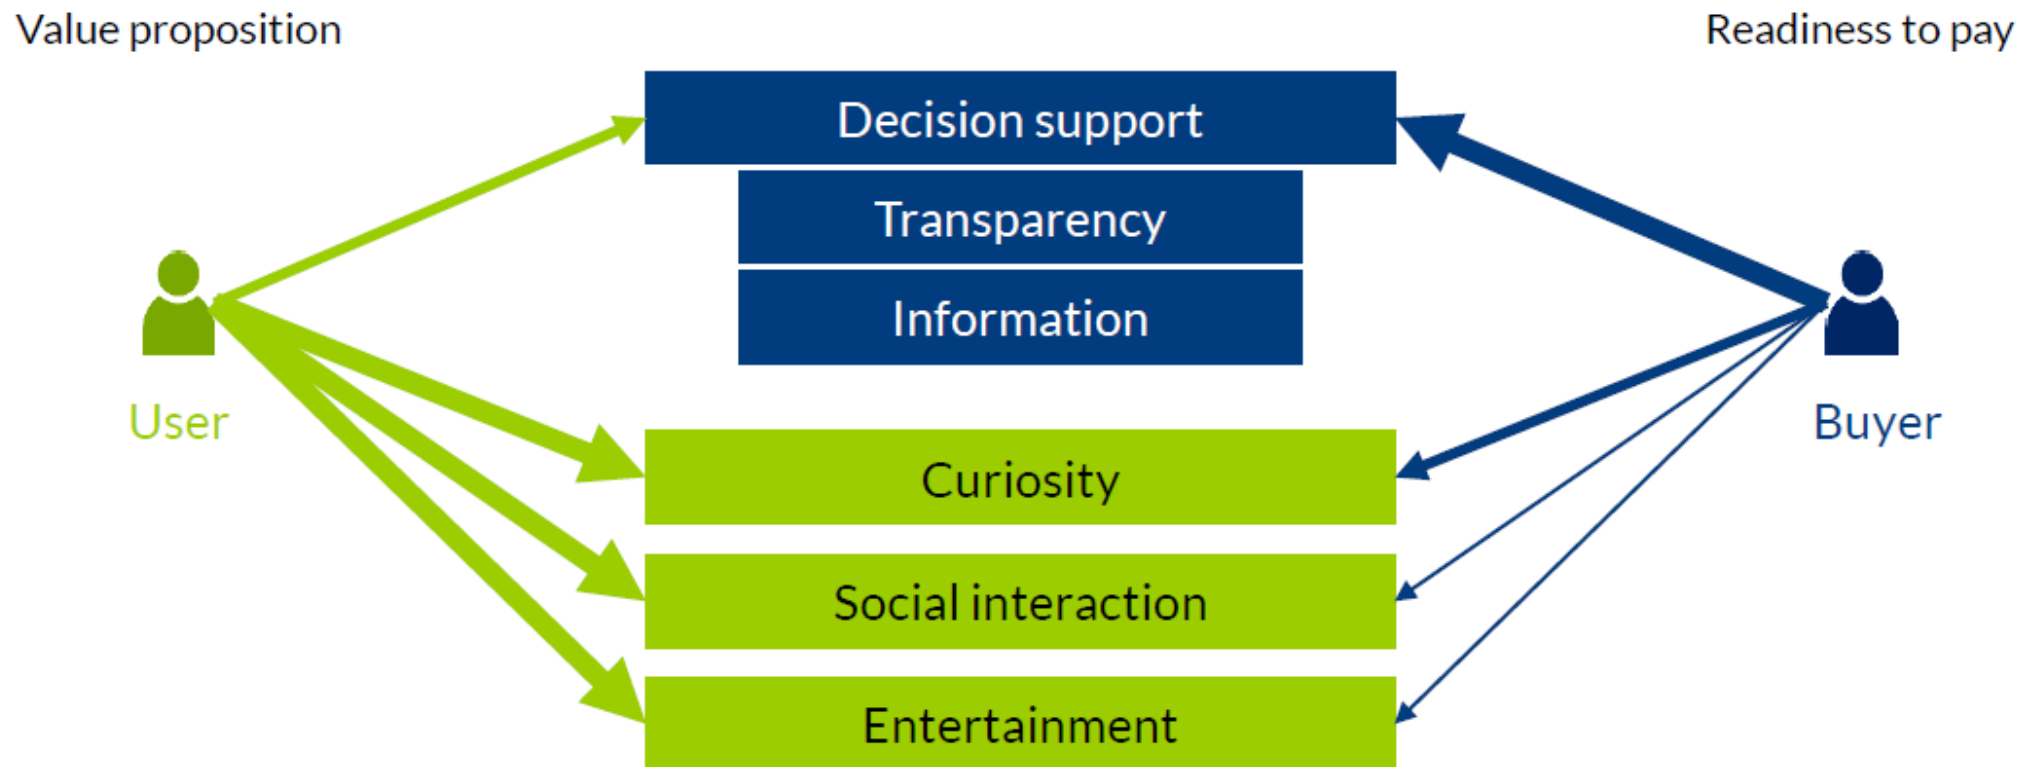 Value proposition
Readiness to pay
Decision support
Transparency
Information
User
Buyer
Curiosity
Social interaction
Entertainment